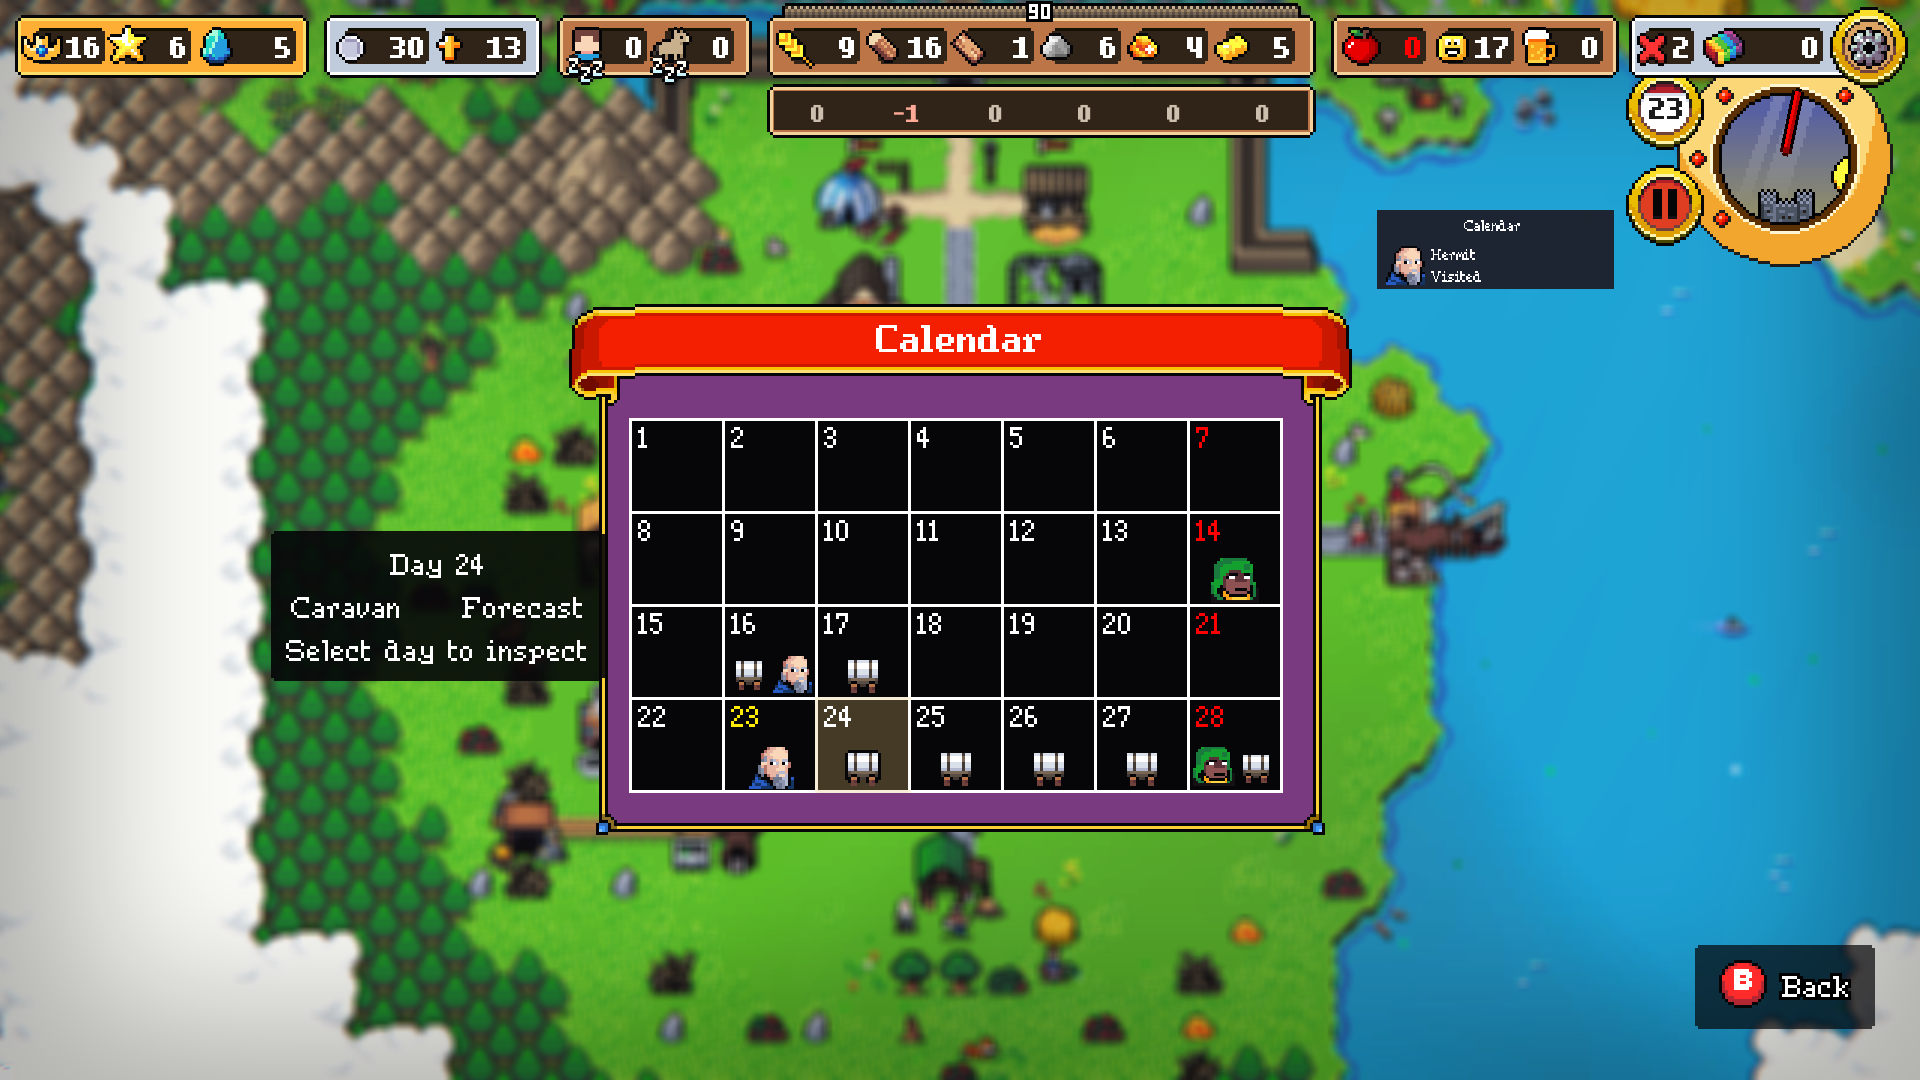 90
16 6 5 30 13 0 0 9 16 1 6 4 5 0 17 0 2 0
zzz zzz
0 -1 0 0 0 0
23
Calendar
Hermit
Visited
Calendar
1 2 3 4 5 6 7
8 9 10 11 12 13 14
15 16 17 18 19 20 21
22 23 24 25 26 27 28
Day 24
Caravan Forecast
Select day to inspect
B Back